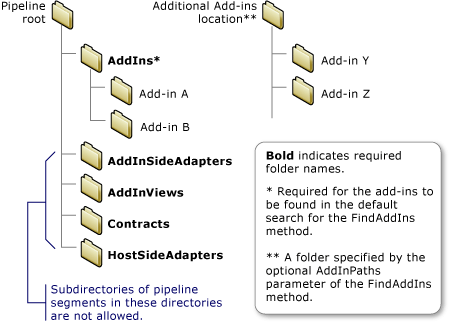 Pipeline
root
AddIns*
Add-in A
Add-in B
AddInSideAdapters
AddInViews
Contracts
HostSideAdapters
Subdirectories of pipeline
segments in these directories
are not allowed.
Additional Add-ins
location**
Add-in Y
Add-in Z
Bold indicates required
folder names.
* Required for the add-ins to
be found in the default
search for the FindAddIns
method.
** A folder specified by the
optional AddInPaths
parameter of the FindAddIns
method.